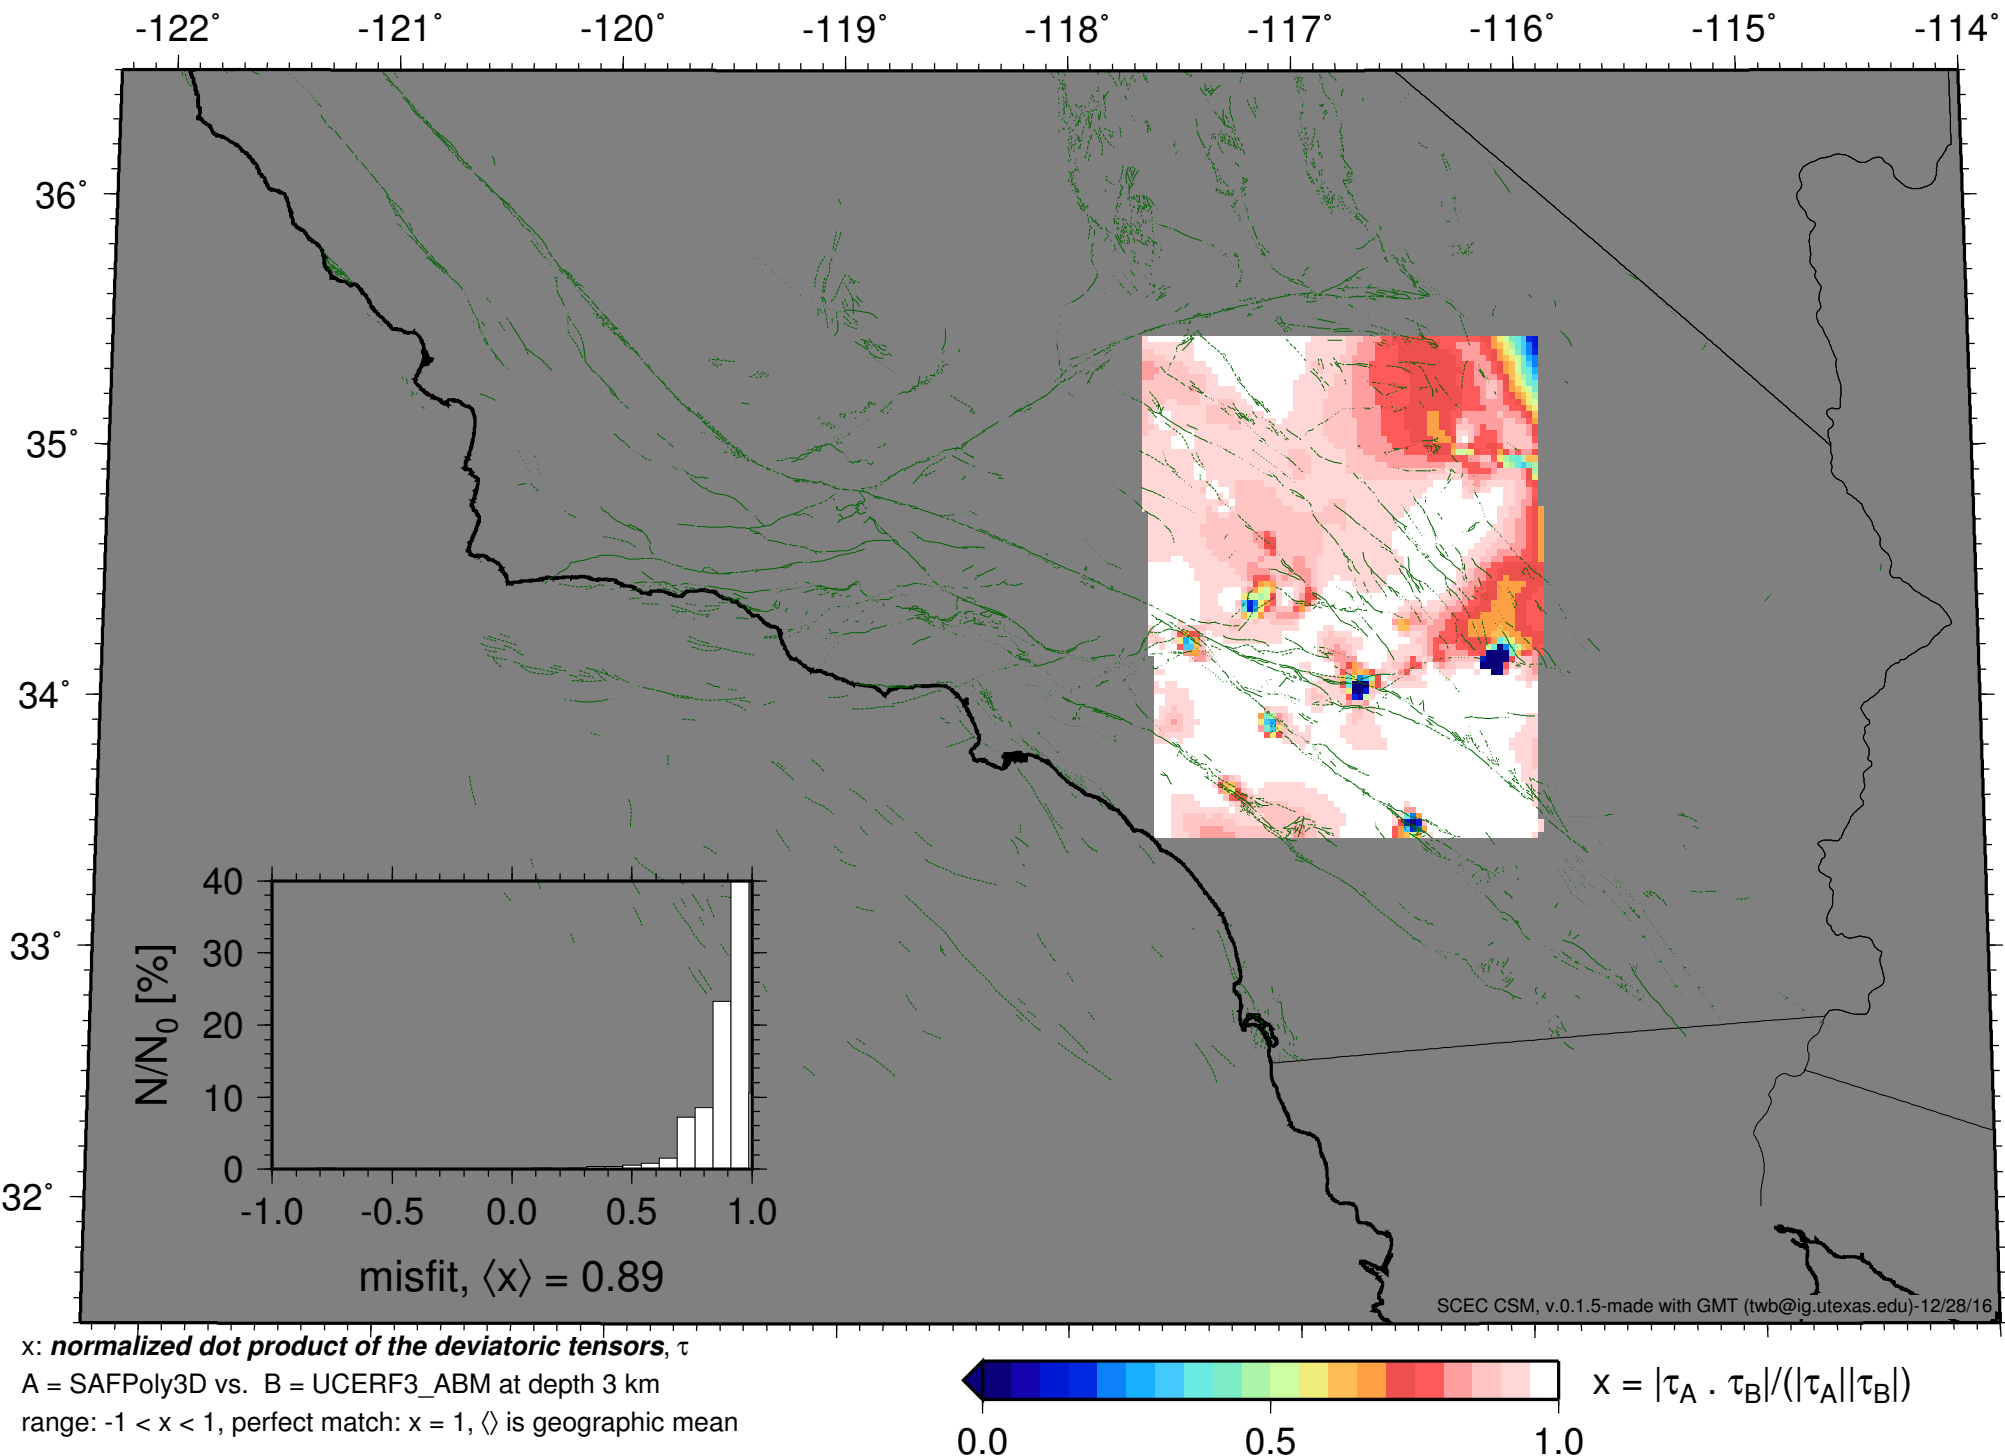 -122° -121° -120° -119° -118° -117° -116° -115° -114°
36°
35°
34°
33°
32°
40
30
20
10
0
N/N0 [%]
-1.0 -0.5 0.0 0.5 1.0
misfit, ⟨x⟩ = 0.89
SCEC CSM, v.0.1.5-made with GMT (twb@ig.utexas.edu)-12/28/16
x: normalized dot product of the deviatoric tensors, τ
A = SAFPoly3D vs. B = UCERF3_ABM at depth 3 km
range: -1 < x < 1, perfect match: x = 1, ⟨⟩ is geographic mean
x = |τA . τB|/(|τA||τB|)
0.0 0.5 1.0